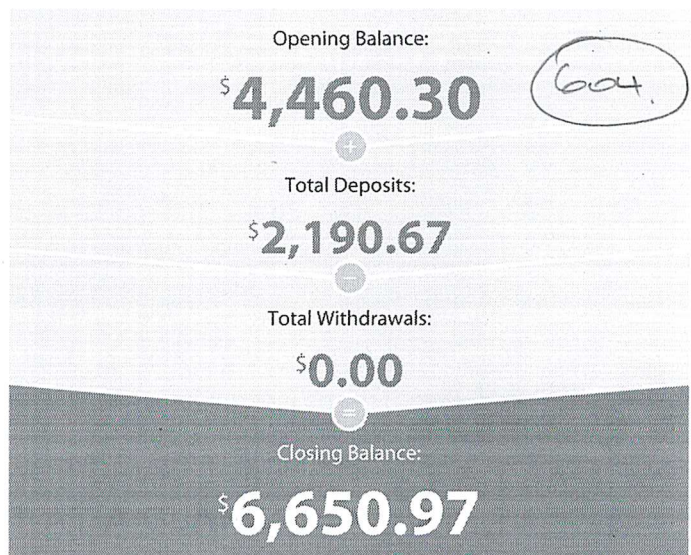 Opening Balance:
$4,460.30
604.
+
Total Deposits:
$2,190.67
−
Total Withdrawals:
$0.00
=
Closing Balance:
$6,650.97